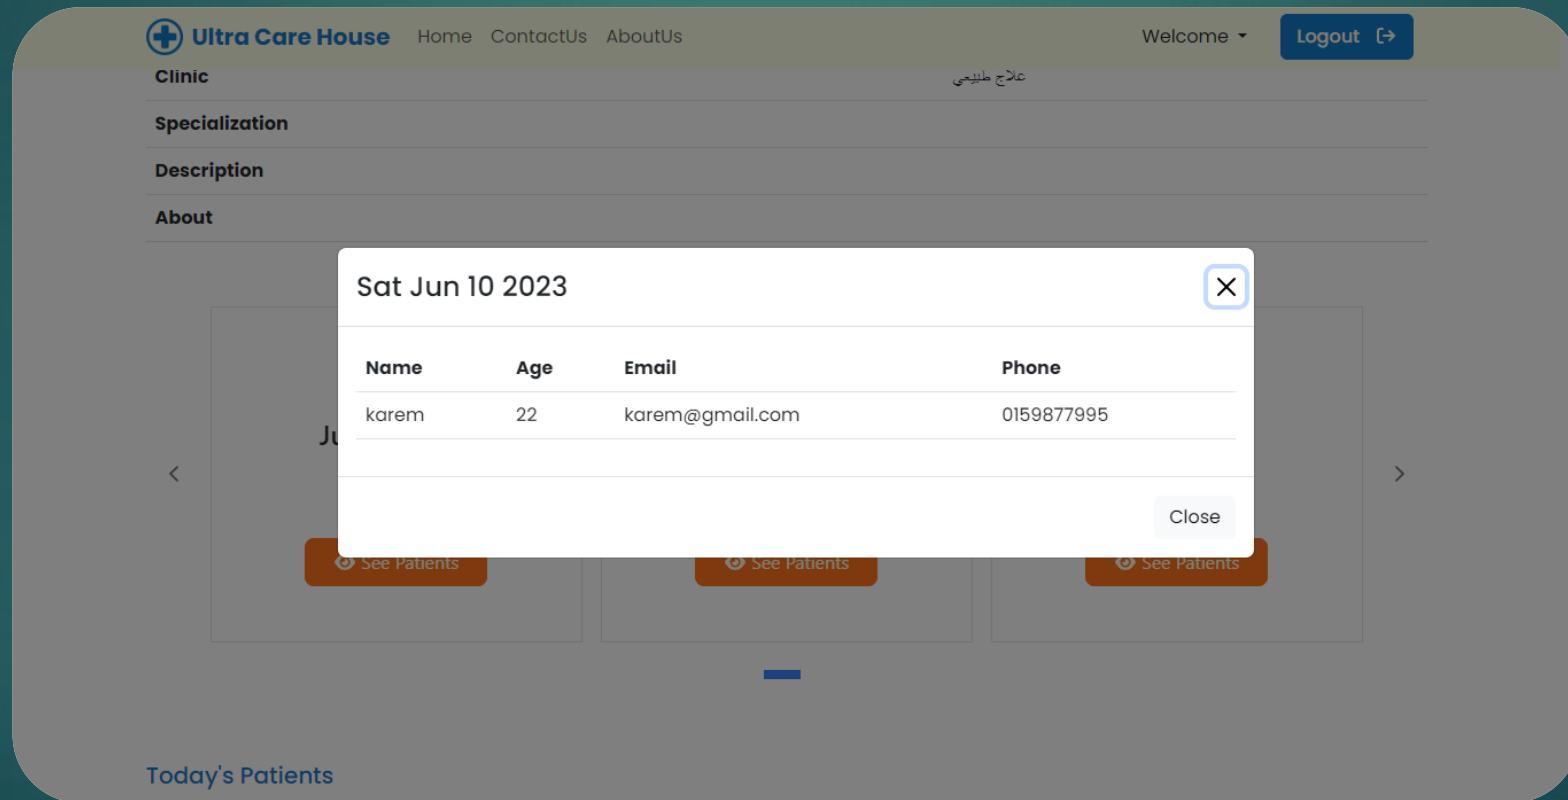 Ultra Care House Home ContactUs AboutUs Welcome Logout
Clinic علاج طبيعي
Specialization
Description
About
Sat Jun 10 2023
Name Age Email Phone
karem 22 karem@gmail.com 0159877995
Close
See Patients See Patients See Patients
Today's Patients